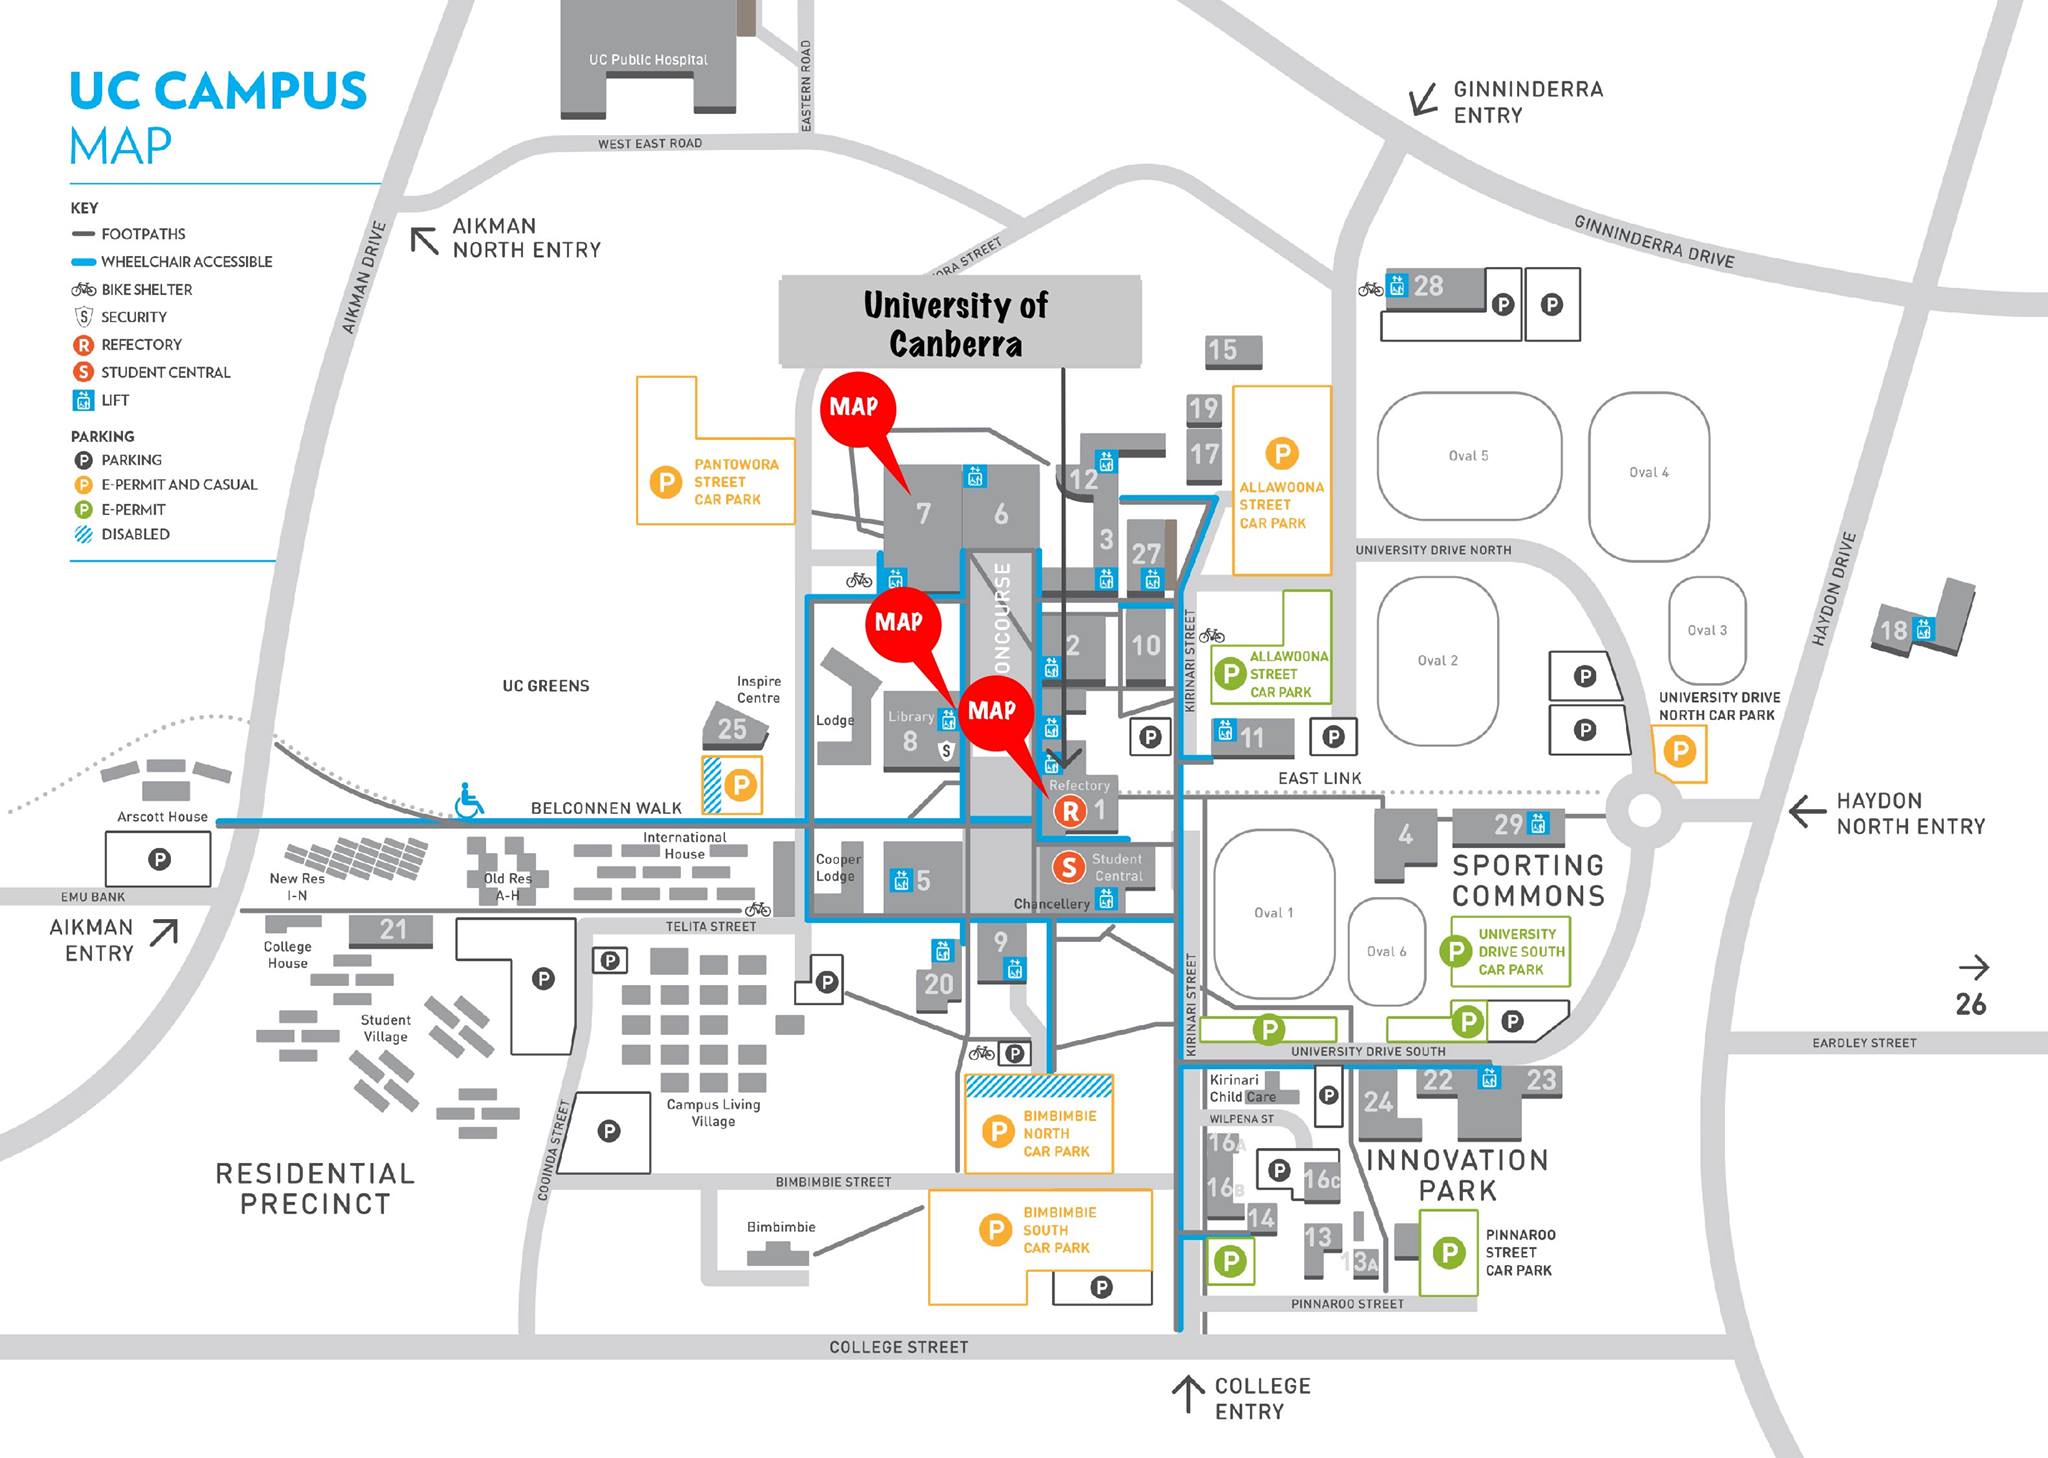 UC CAMPUS
MAP
KEY
FOOTPATHS
WHEELCHAIR ACCESSIBLE
BIKE SHELTER
S SECURITY
R REFECTORY
S STUDENT CENTRAL
LIFT
PARKING
P PARKING
P E-PERMIT AND CASUAL
P E-PERMIT
DISABLED
UC Public Hospital
EASTERN ROAD
WEST EAST ROAD
AIKMAN DRIVE
AIKMAN
NORTH ENTRY
GINNINDERRA
ENTRY
GINNINDERRA DRIVE
ORA STREET
University of
Canberra
28
P
P
15
19
17
P
ALLAWOONA
STREET
CAR PARK
P
PANTOWORA
STREET
CAR PARK
MAP
7
6
12
3
27
Oval 5
Oval 4
UNIVERSITY DRIVE NORTH
HAYDON DRIVE
ONCOURSE
MAP
2
10
KIRINARI STREET
P
ALLAWOONA
STREET
CAR PARK
Oval 2
Oval 3
18
P
P
UNIVERSITY DRIVE
NORTH CAR PARK
P
UC GREENS
Inspire
Centre
25
P
Lodge
Library
8
S
MAP
P
11
P
EAST LINK
Refectory
R 1
BELCONNEN WALK
Arscott House
P
EMU BANK
AIKMAN
ENTRY
New Res
I-N
Old Res
A-H
International
House
Cooper
Lodge
5
S
Student
Central
Chancellery
Oval 1
4
29
SPORTING
COMMONS
Oval 6
P
UNIVERSITY
DRIVE SOUTH
CAR PARK
HAYDON
NORTH ENTRY
26
EARDLEY STREET
College
House
21
TELITA STREET
P
P
P
20
9
Student
Village
Campus Living
Village
P
P
COOINDA STREET
RESIDENTIAL
PRECINCT
P
BIMBIMBIE
NORTH
CAR PARK
KIRINARI STREET
P
P
P
UNIVERSITY DRIVE SOUTH
Kirinari
Child Care
P
24
22
23
WILPENA ST
16A
16B
P
16C
14
13
13A
P
INNOVATION
PARK
P
PINNAROO
STREET
CAR PARK
PINNAROO STREET
BIMBIMBIE STREET
Bimbimbie
P
BIMBIMBIE
SOUTH
CAR PARK
P
COLLEGE STREET
COLLEGE
ENTRY